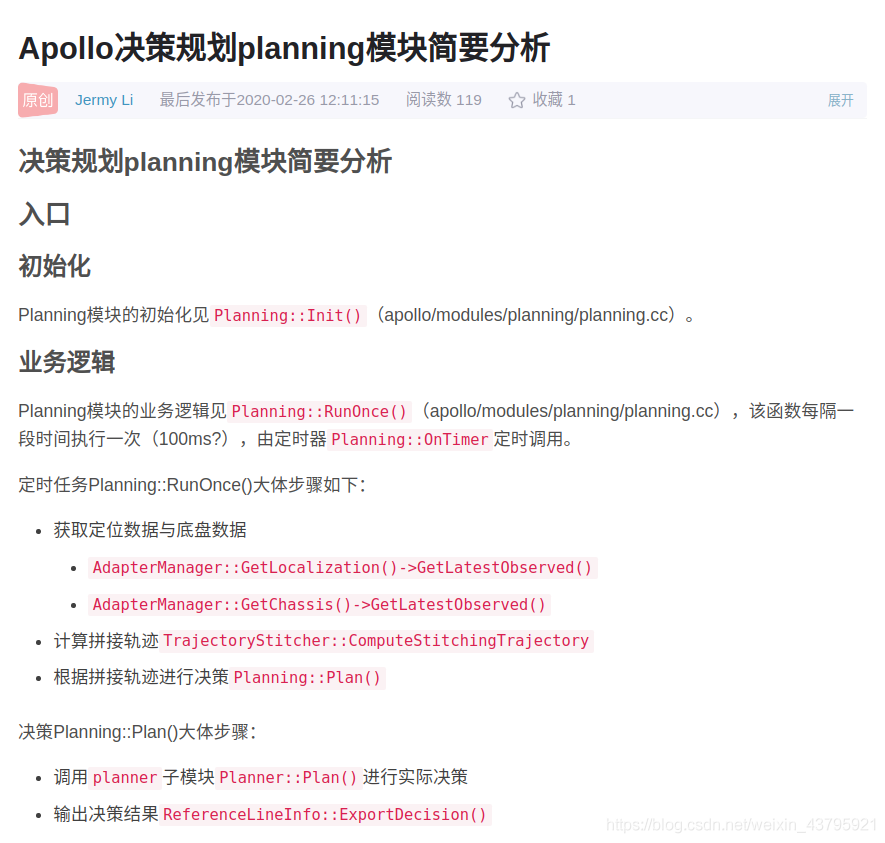 Apollo决策规划planning模块简要分析
原创 Jermy Li 最后发布于2020-02-26 12:11:15 阅读数 119 收藏 1 展开
决策规划planning模块简要分析
入口
初始化
Planning模块的初始化见 Planning::Init() （apollo/modules/planning/planning.cc）。
业务逻辑
Planning模块的业务逻辑见 Planning::RunOnce() （apollo/modules/planning/planning.cc），该函数每隔一
段时间执行一次（100ms?），由定时器 Planning::OnTimer 定时调用。
定时任务Planning::RunOnce()大体步骤如下：
• 获取定位数据与底盘数据
• AdapterManager::GetLocalization()->GetLatestObserved()
• AdapterManager::GetChassis()->GetLatestObserved()
• 计算拼接轨迹 TrajectoryStitcher::ComputeStitchingTrajectory
• 根据拼接轨迹进行决策 Planning::Plan()
决策Planning::Plan()大体步骤：
• 调用 planner 子模块 Planner::Plan() 进行实际决策
• 输出决策结果 ReferenceLineInfo::ExportDecision()
https://blog.csdn.net/weixin_43795921